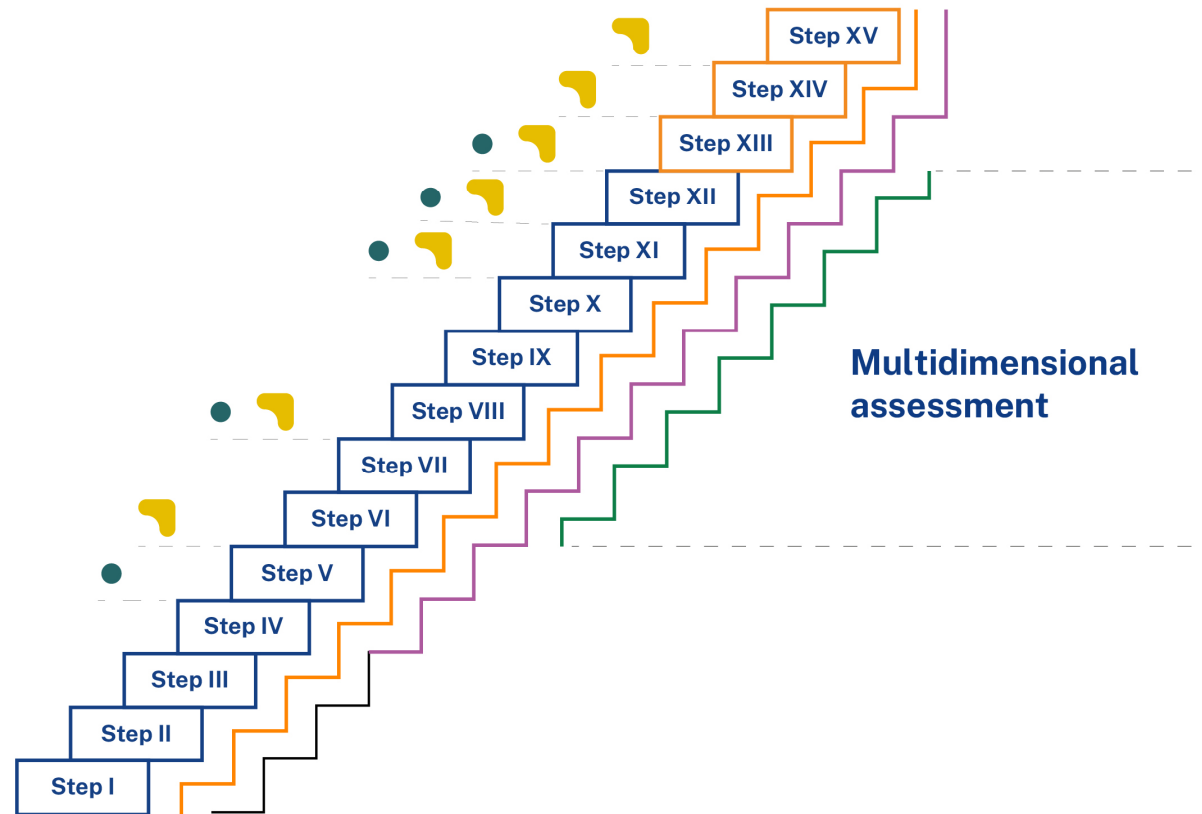 Step XV
Step XIV
Step XIII
Step XII
Step XI
Step X
Step IX
Multidimensional
assessment
Step VIII
Step VII
Step VI
Step V
Step IV
Step III
Step II
Step I